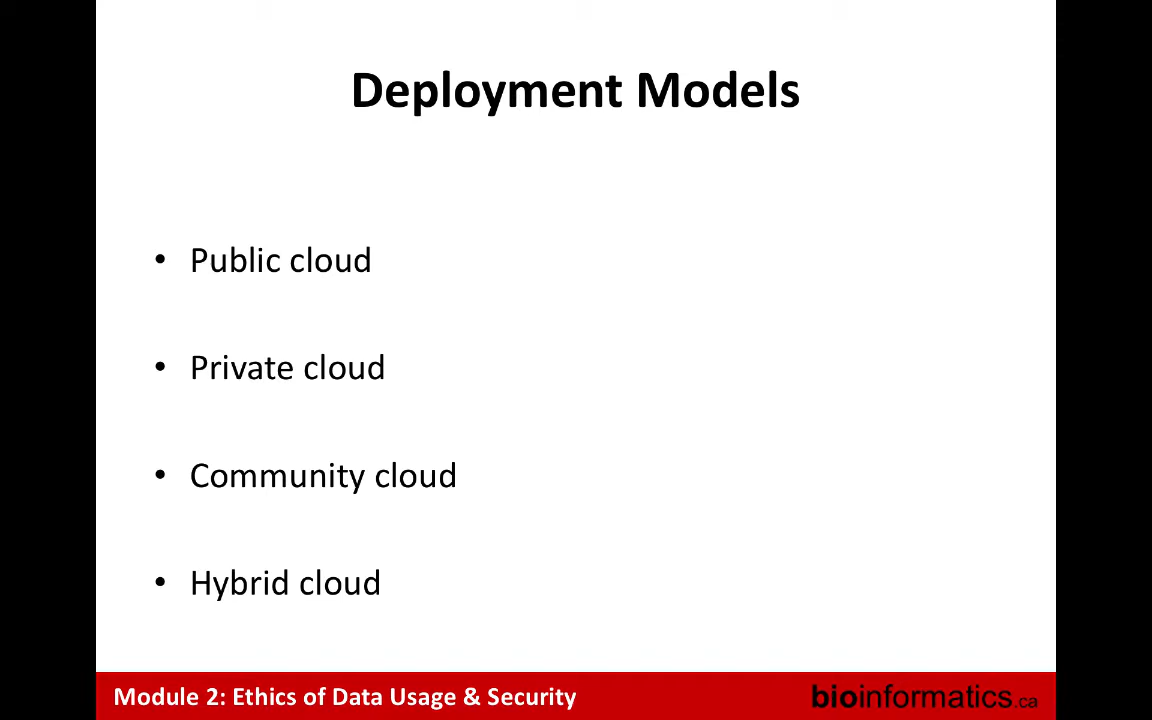 Deployment Models
• Public cloud
• Private cloud
• Community cloud
• Hybrid cloud
Module 2: Ethics of Data Usage & Security
bioinformatics.ca